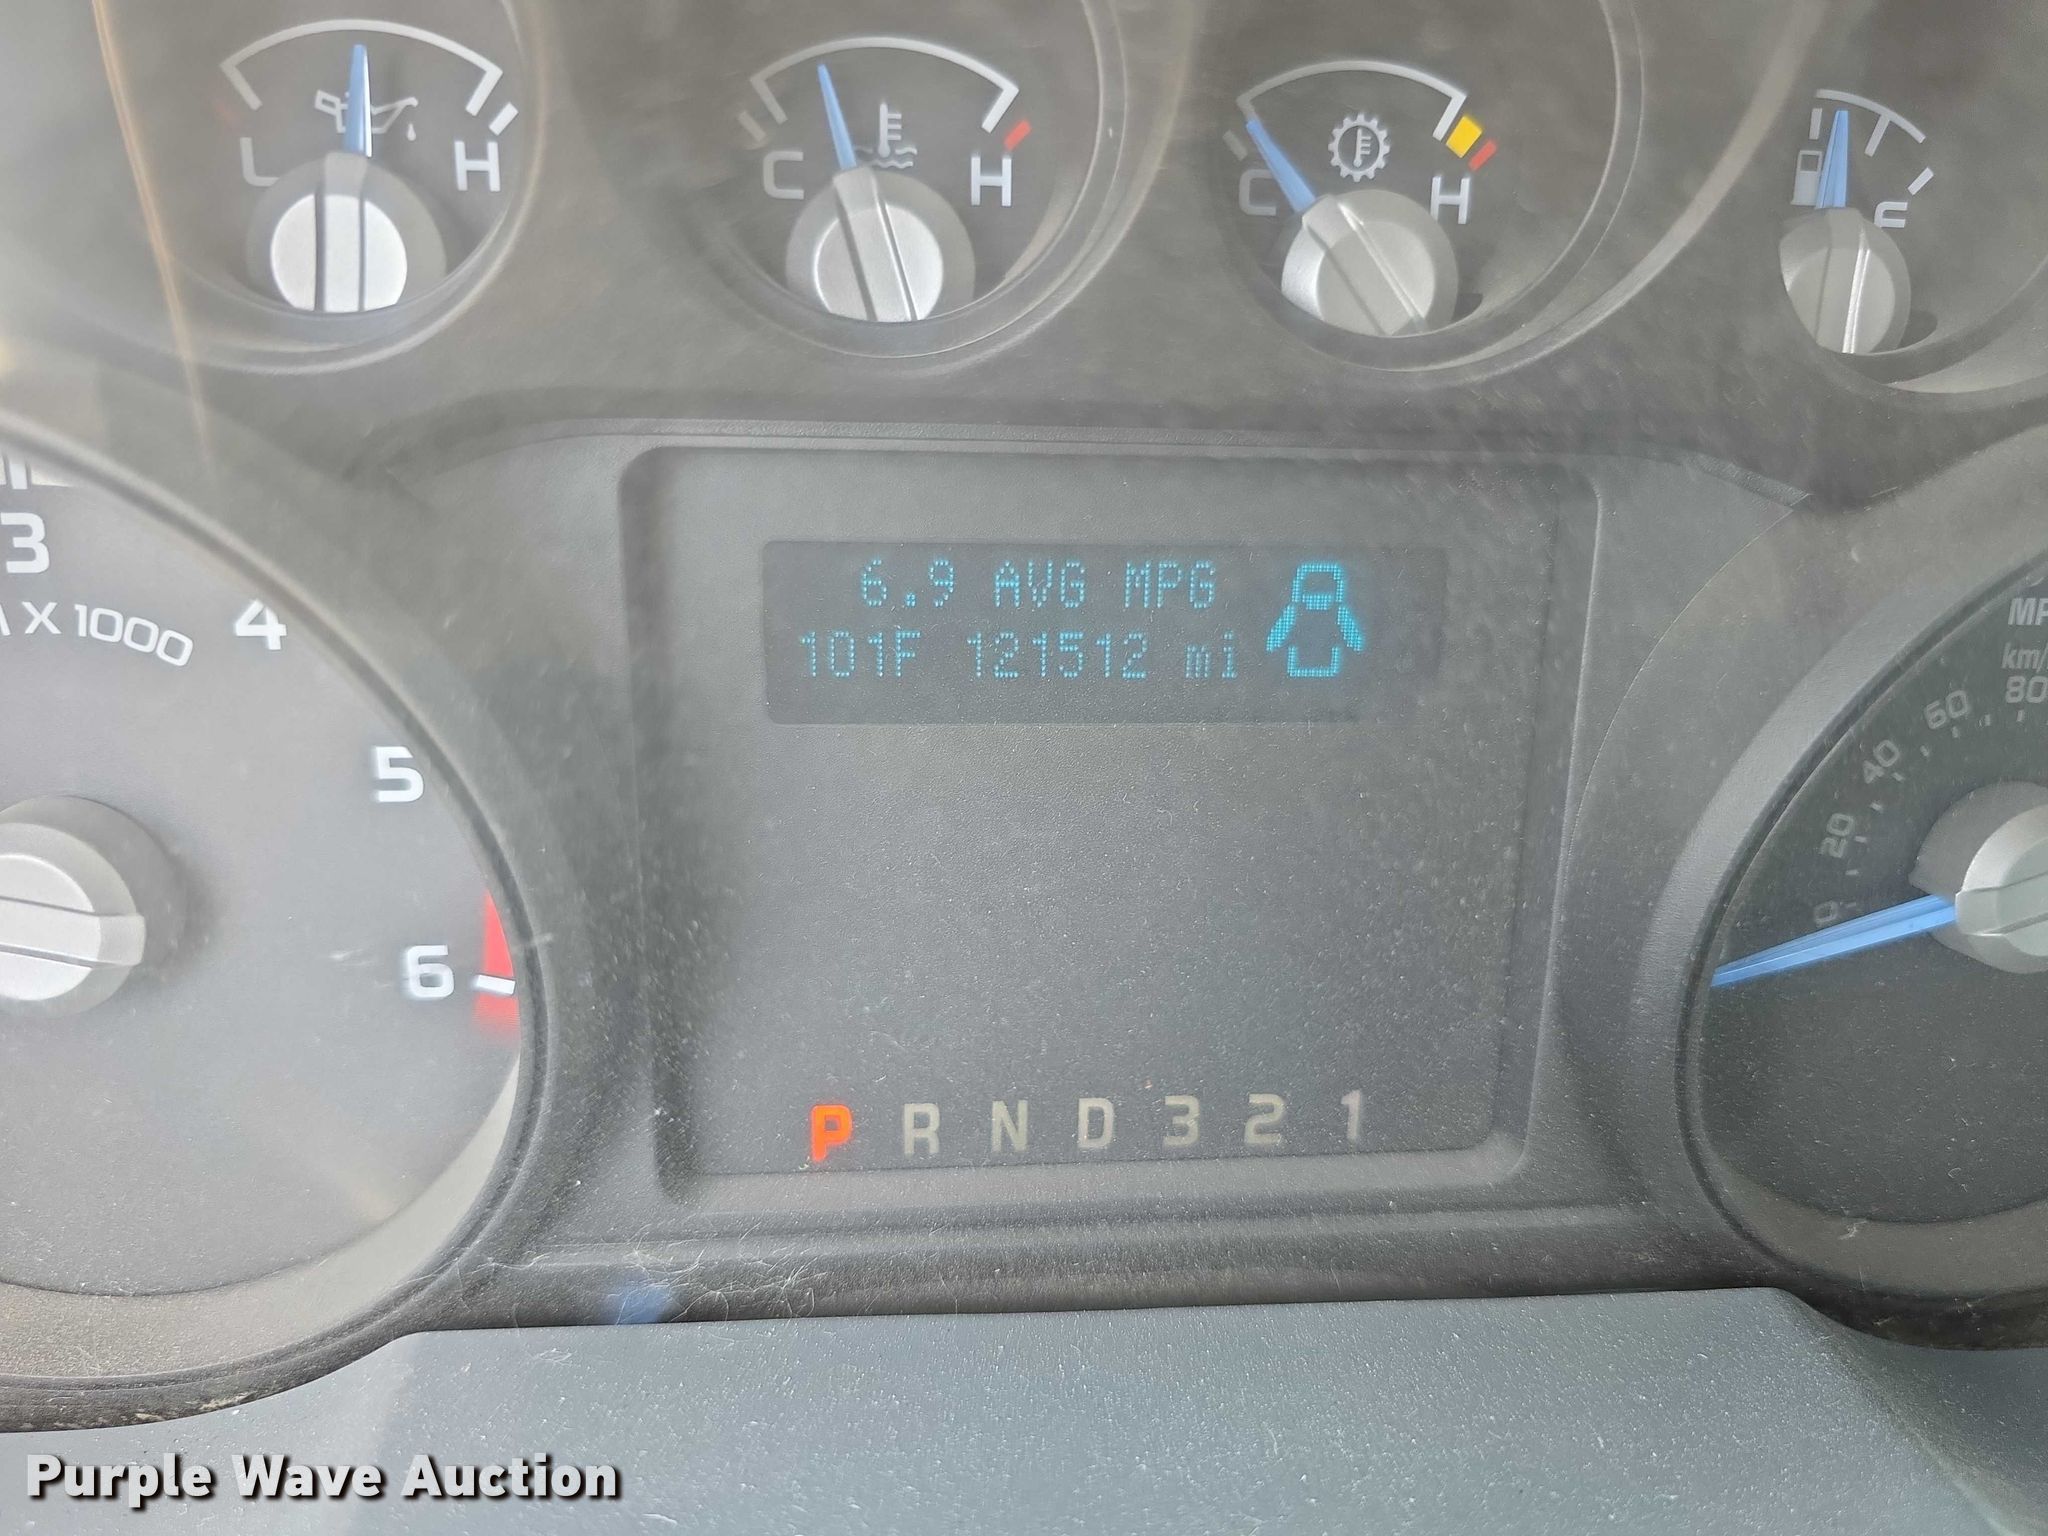 L H
C H
C H
F
3
4
5
6
X 1000
6.9 AVG MPG
101F 121512 mi
MP
km/
80
60
40
20
0
P R N D 3 2 1
Purple Wave Auction